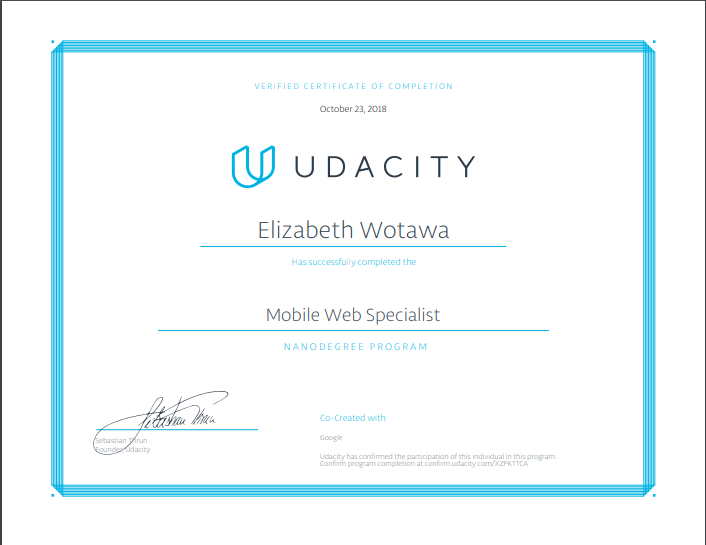 VERIFIED CERTIFICATE OF COMPLETION
October 23, 2018
UDACITY
Elizabeth Wotawa
Has successfully completed the
Mobile Web Specialist
NANODEGREE PROGRAM
Sebastian Thrun
Sebastian Thrun
Founder, Udacity
Co-Created with
Google
Udacity has confirmed the participation of this individual in this program.
Confirm program completion at confirm.udacity.com/XZPKTTCA